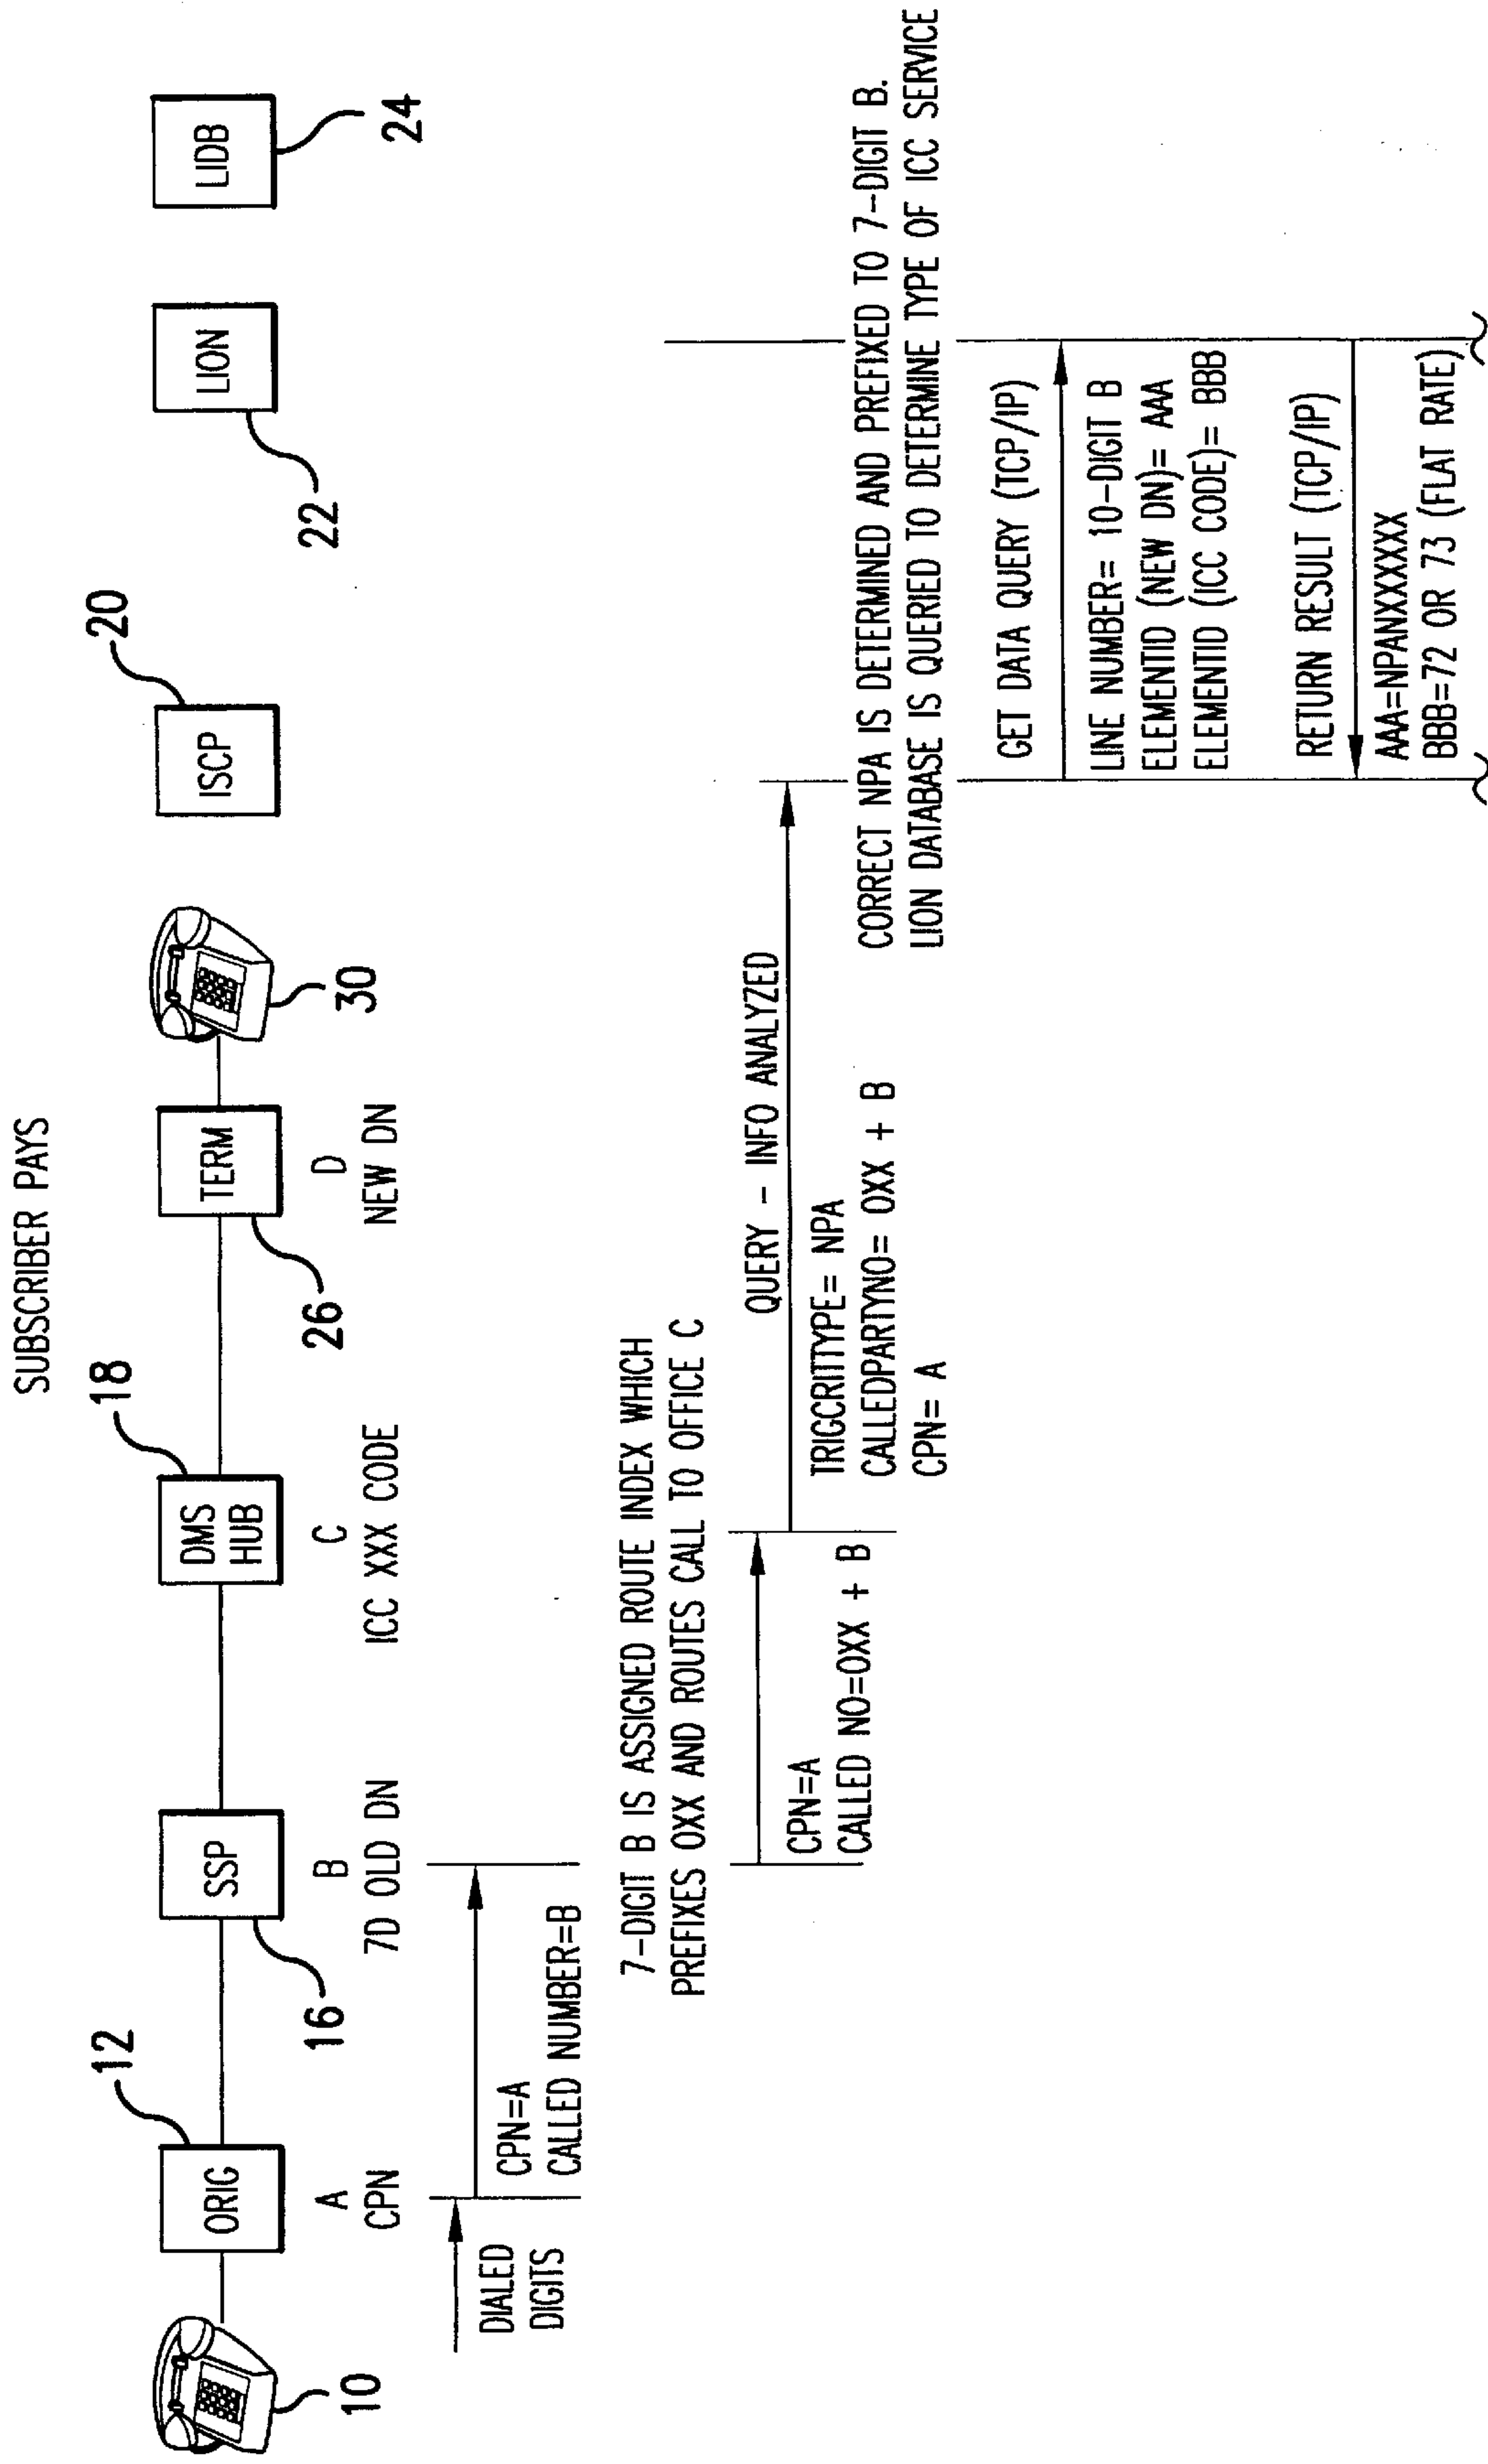 SUBSCRIBER PAYS
12
18
20
ORIG
SSP
DMS
HUB
TERM
ISCP
LION
LIDB
10
16
26
30
22
24
A
CPN
B
7D OLD DN
C
ICC XXX CODE
D
NEW DN
DIALED
DIGITS
CPN=A
CALLED NUMBER=B
7-DIGIT B IS ASSIGNED ROUTE INDEX WHICH
PREFIXES OXX AND ROUTES CALL TO OFFICE C
CPN=A
CALLED NO=OXX + B
QUERY - INFO ANALYZED
TRIGCRITTYPE= NPA
CALLEDPARTYNO= OXX + B
CPN= A
CORRECT NPA IS DETERMINED AND PREFIXED TO 7-DIGIT B.
LION DATABASE IS QUERIED TO DETERMINE TYPE OF ICC SERVICE
GET DATA QUERY (TCP/IP)
LINE NUMBER= 10-DIGIT B
ELEMENTID (NEW DN)= AAA
ELEMENTID (ICC CODE)= BBB
RETURN RESULT (TCP/IP)
AAA=NPANXXXXXX
BBB=72 OR 73 (FLAT RATE)